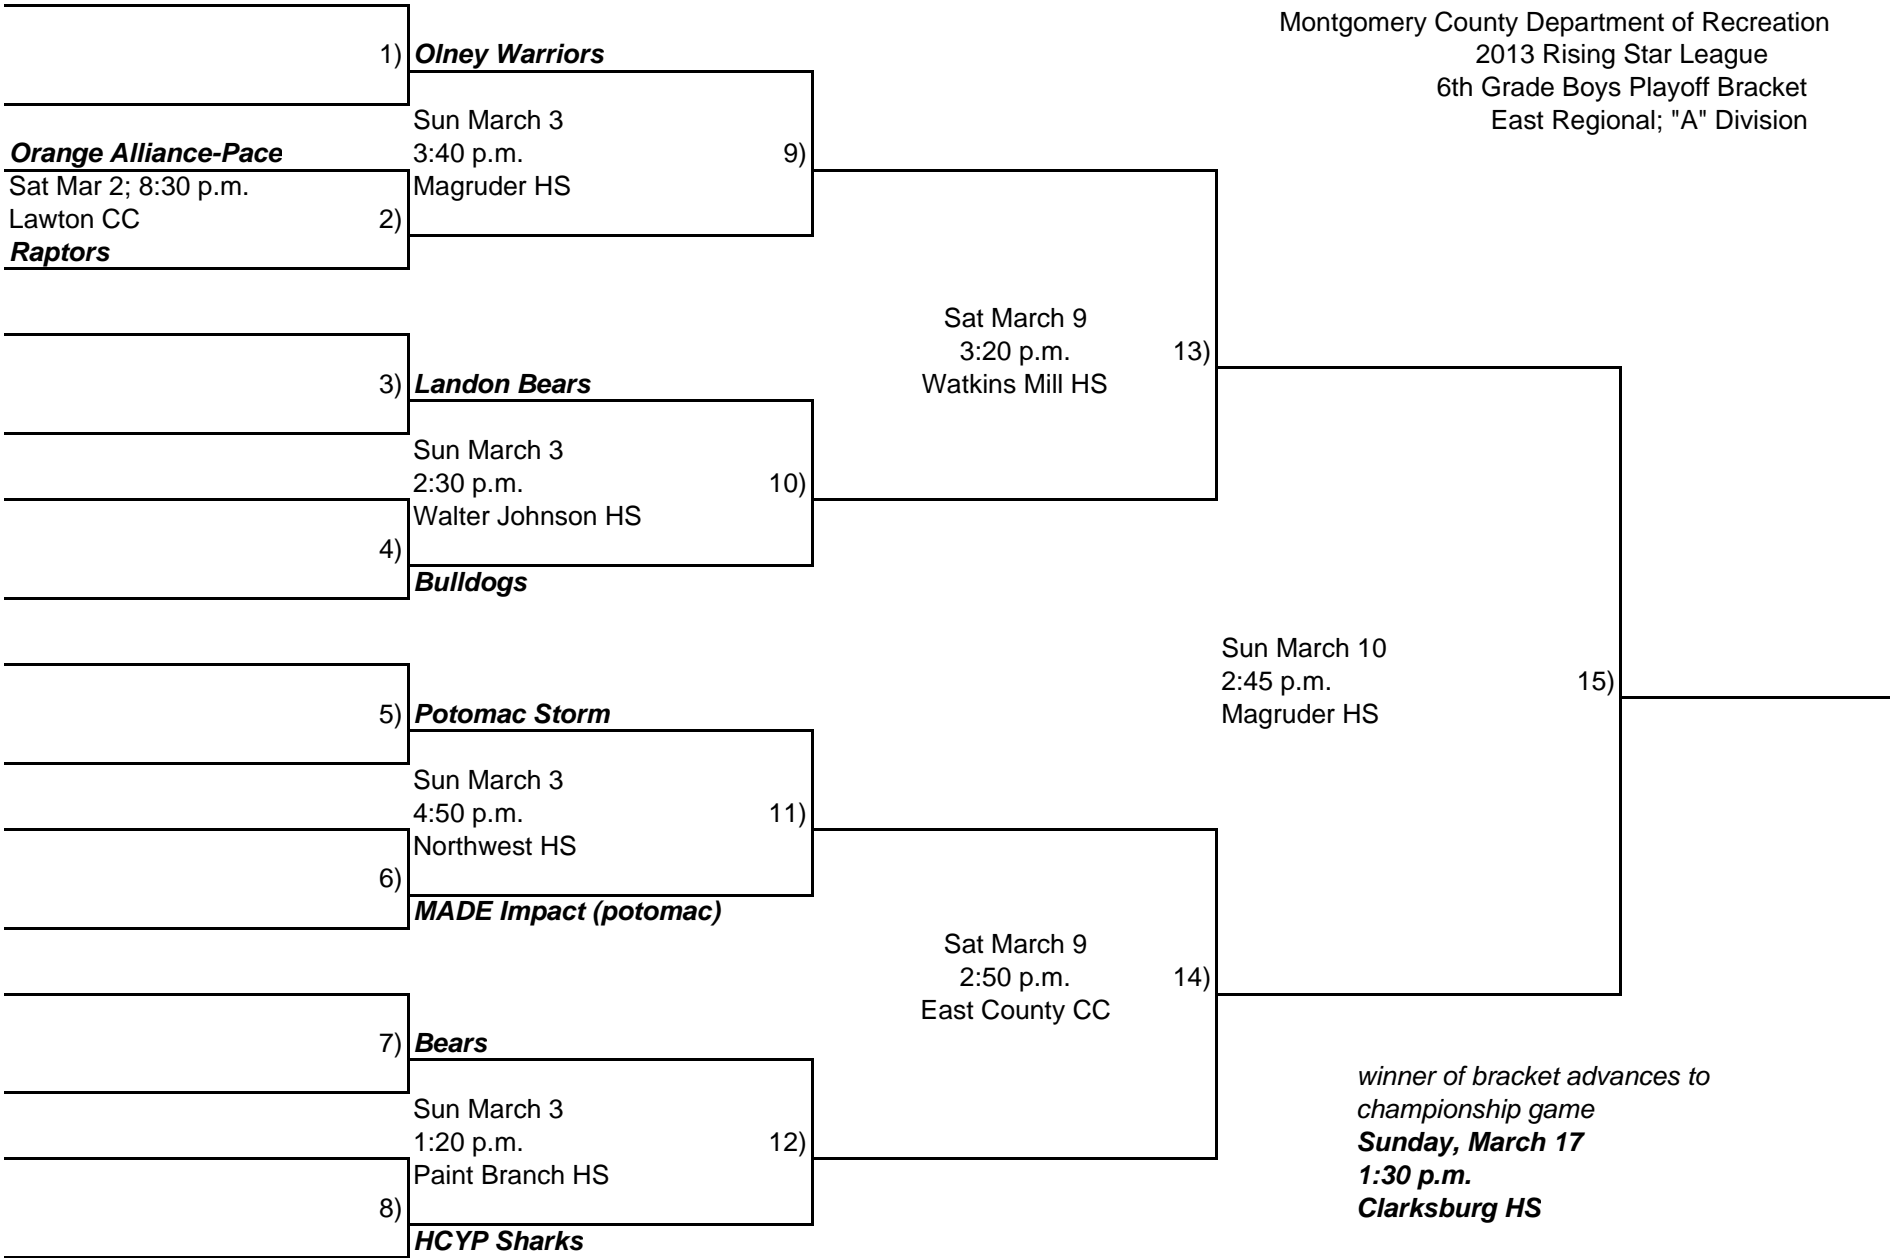 Montgomery County Department of Recreation
2013 Rising Star League
6th Grade Boys Playoff Bracket
East Regional; "A" Division
1) Olney Warriors
Sun March 3
3:40 p.m. 9)
Magruder HS
Orange Alliance-Pace
Sat Mar 2; 8:30 p.m.
Lawton CC 2)
Raptors
Sat March 9
3:20 p.m. 13)
Watkins Mill HS
3) Landon Bears
Sun March 3
2:30 p.m. 10)
Walter Johnson HS
4)
Bulldogs
Sun March 10
2:45 p.m. 15)
Magruder HS
5) Potomac Storm
Sun March 3
4:50 p.m. 11)
Northwest HS
6)
MADE Impact (potomac)
Sat March 9
2:50 p.m. 14)
East County CC
7) Bears
Sun March 3
1:20 p.m. 12)
Paint Branch HS
8)
HCYP Sharks
winner of bracket advances to
championship game
Sunday, March 17
1:30 p.m.
Clarksburg HS